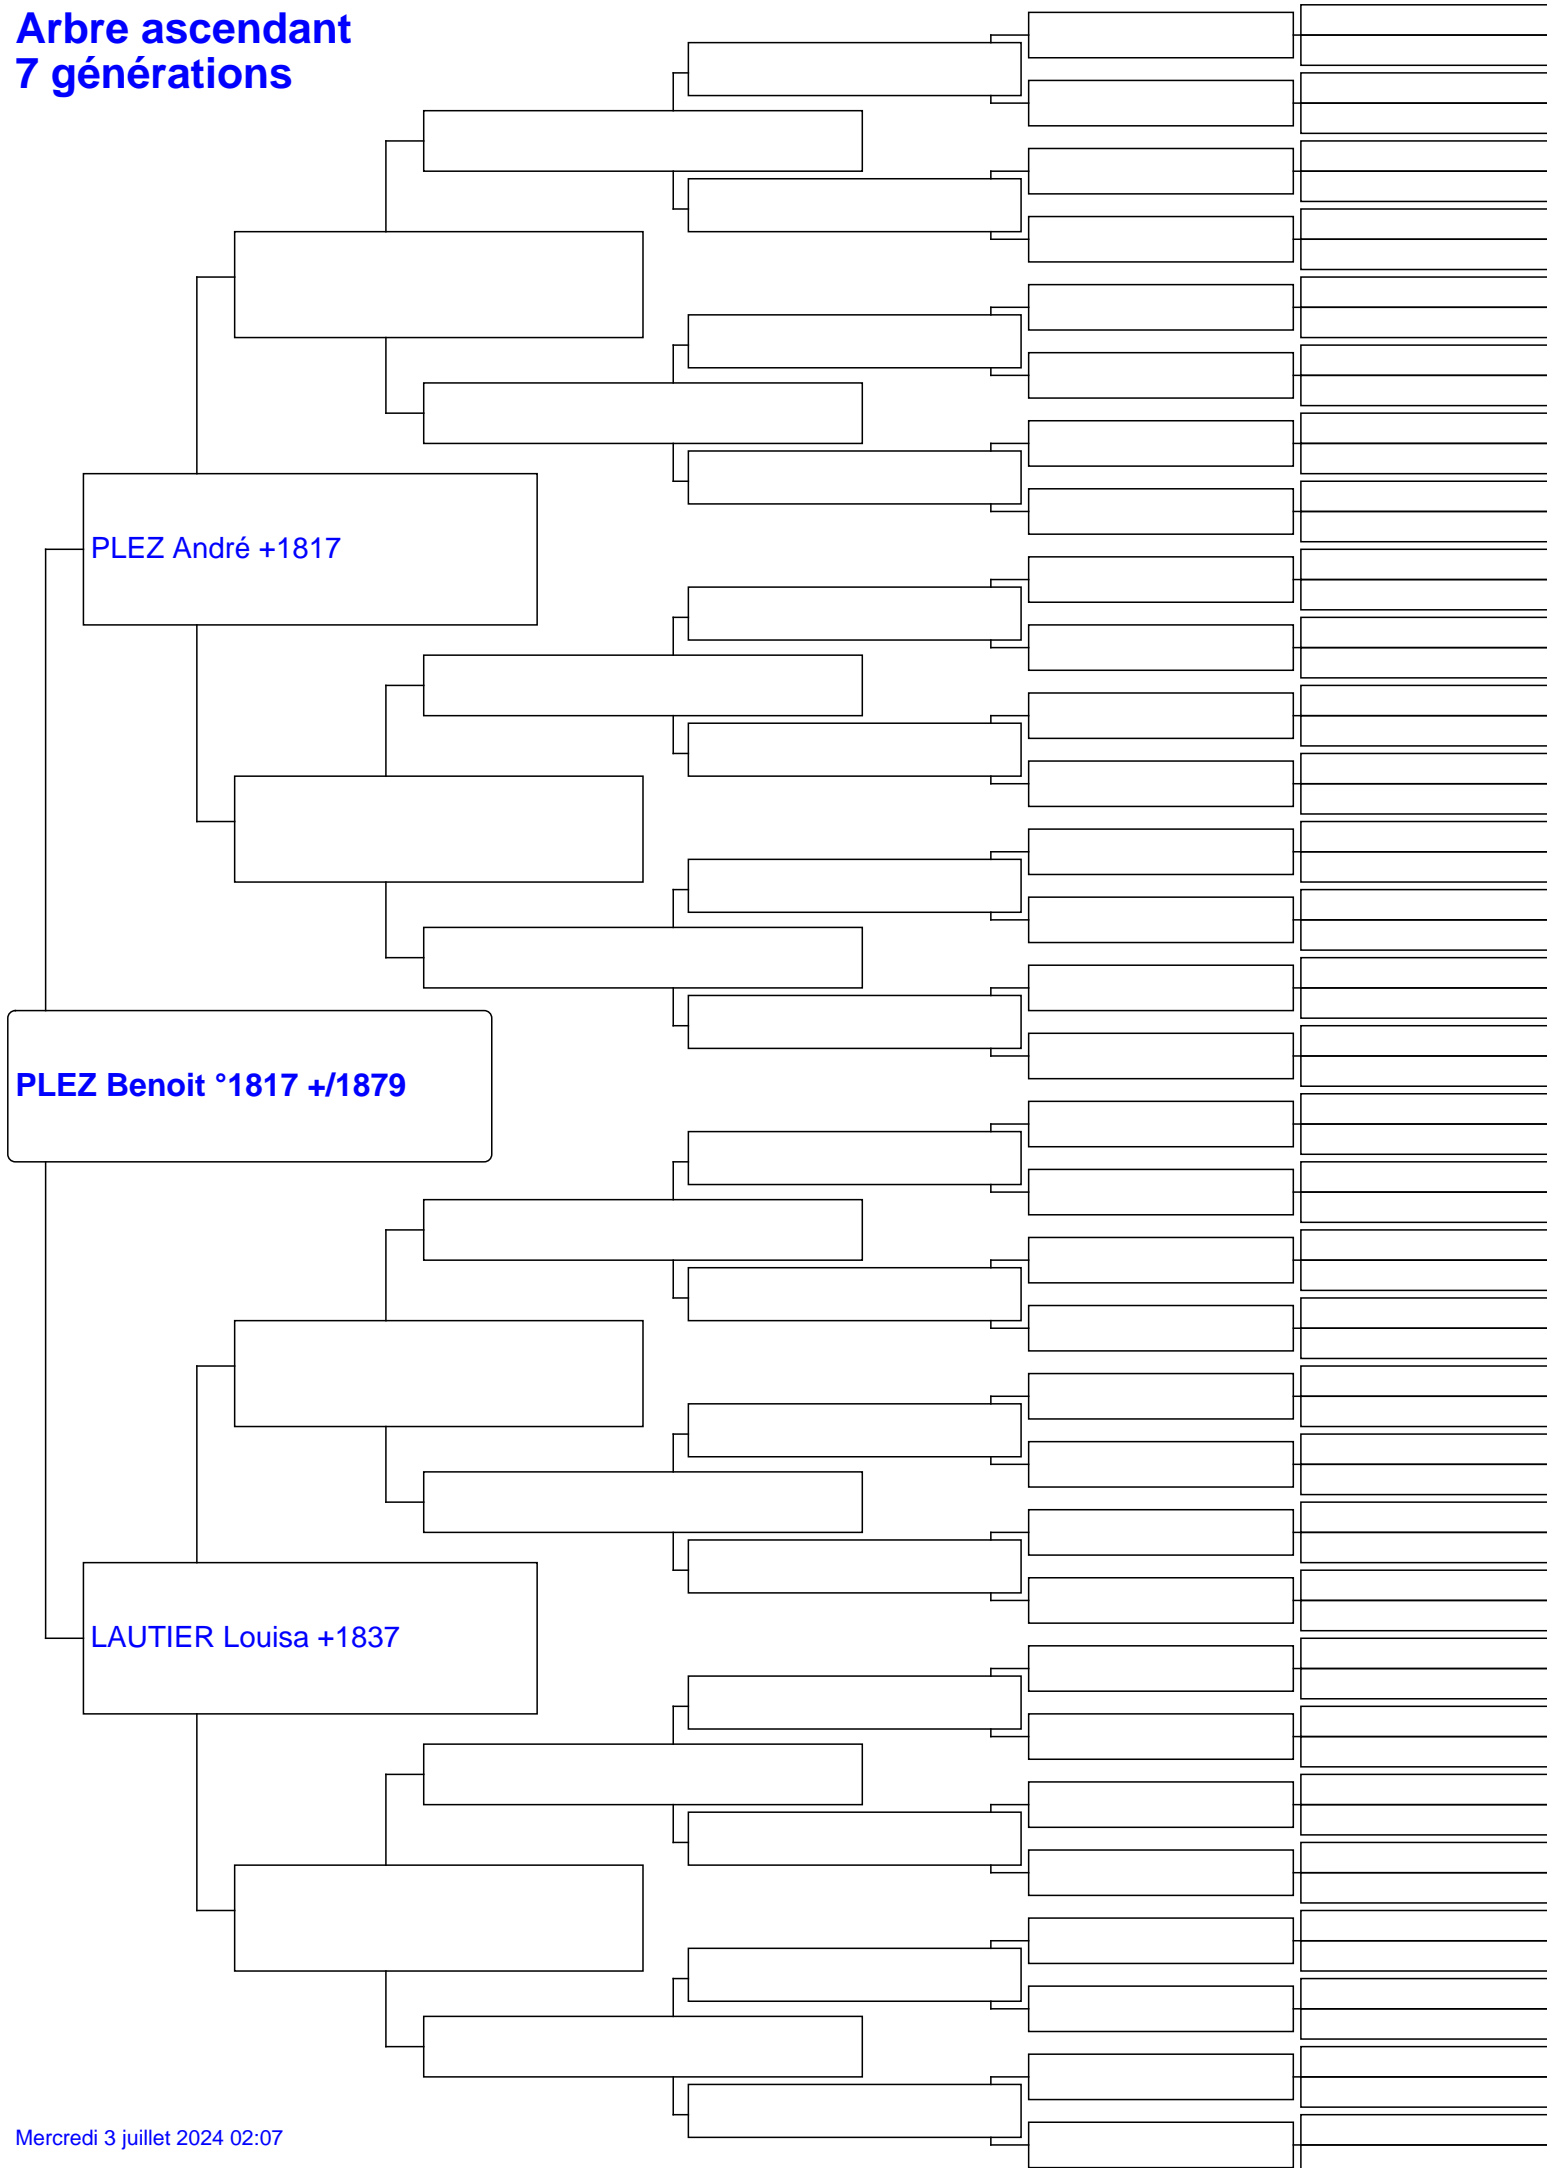 Arbre ascendant
7 générations
PLEZ André +1817
PLEZ Benoit °1817 +/1879
LAUTIER Louisa +1837
Mercredi 3 juillet 2024 02:07